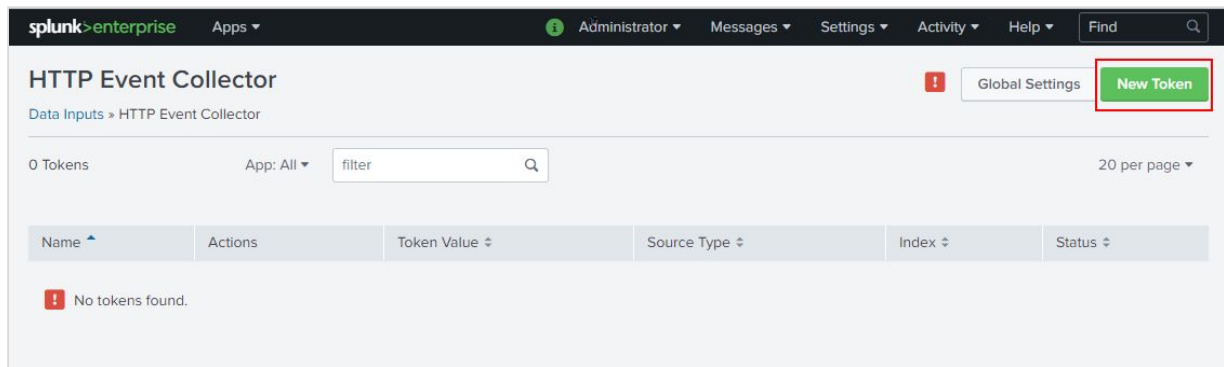 splunk>enterprise Apps Administrator Messages Settings Activity Help Find
HTTP Event Collector
Global Settings New Token
Data Inputs » HTTP Event Collector
0 Tokens App: All filter 20 per page
Name Actions Token Value Source Type Index Status
No tokens found.